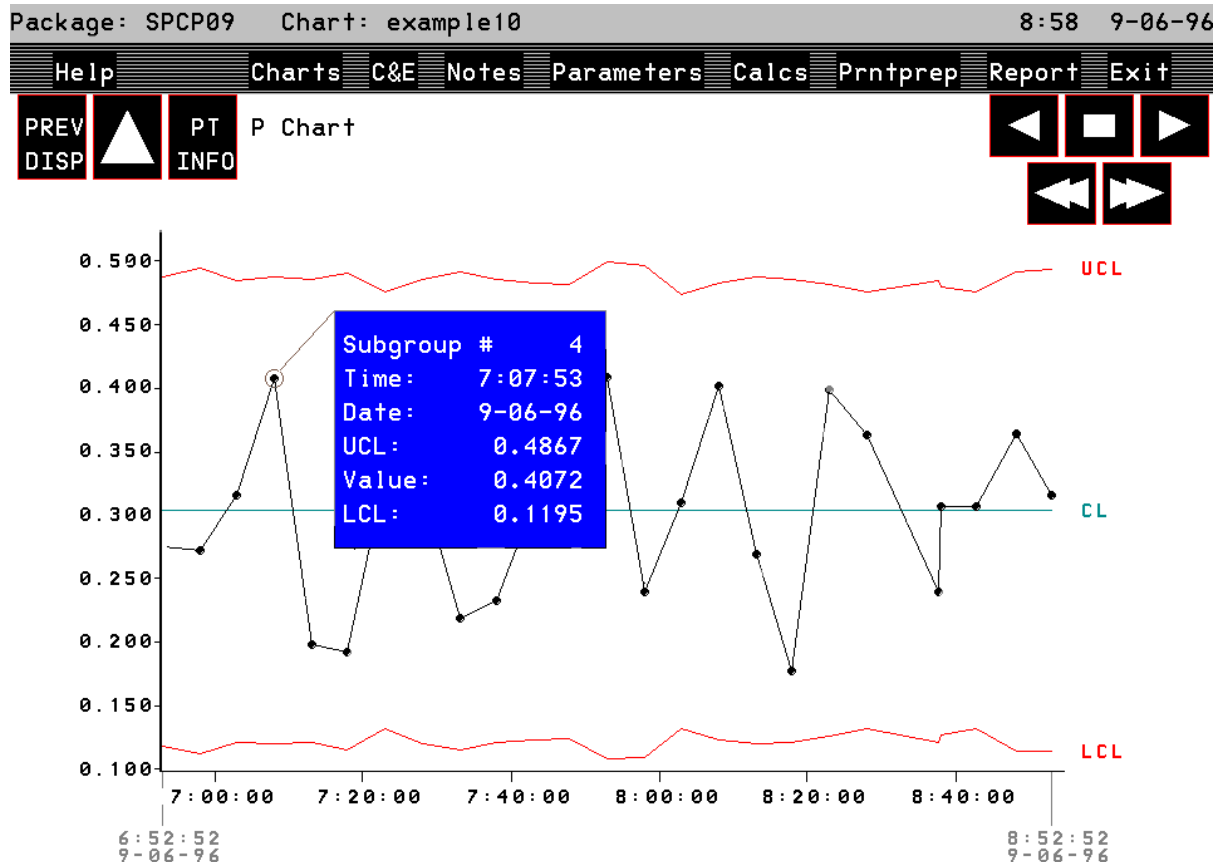 Package: SPCP09 Chart: example10 8:58 9-06-96
Help Charts C&E Notes Parameters Calcs Prntprep Report Exit
PREV DISP
PT INFO
P Chart
0.500
UCL
0.450
0.400
0.350
0.300
CL
0.250
0.200
0.150
LCL
0.100
Subgroup # 4
Time: 7:07:53
Date: 9-06-96
UCL: 0.4867
Value: 0.4072
LCL: 0.1195
7:00:00 7:20:00 7:40:00 8:00:00 8:20:00 8:40:00
6:52:52 8:52:52
9-06-96 9-06-96